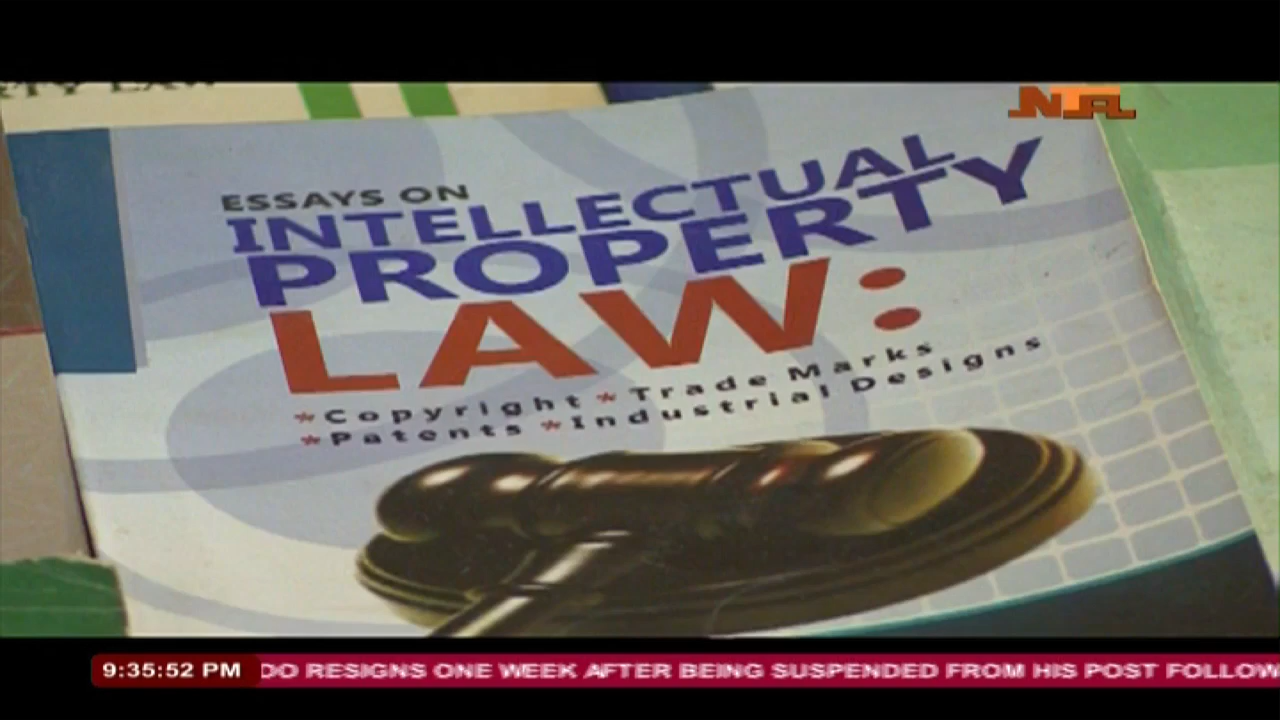 NTA
ESSAYS ON
INTELLECTUAL
PROPERTY
LAW:
*Copyright *Trade Marks
*Patents *Industrial Designs
9:35:52 PM
DO RESIGNS ONE WEEK AFTER BEING SUSPENDED FROM HIS POST FOLLOW